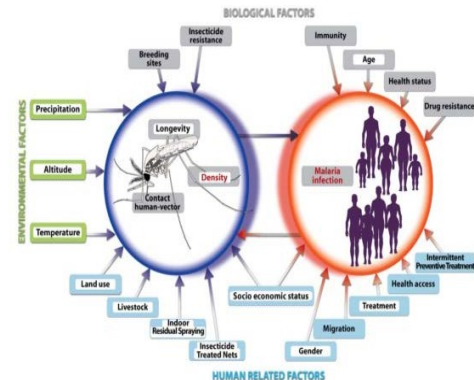 BIOLOGICAL FACTORS
Insecticide
resistance
Breeding
sites
Immunity
Age
Health status
Drug resistance
ENVIRONMENTAL FACTORS
Precipitation
Altitude
Temperature
Longevity
Density
Contact
human-vector
Malaria
infection
Land use
Livestock
Indoor
Residual Spraying
Insecticide
Treated Nets
Socio economic status
Gender
Migration
Treatment
Health access
Intermittent
Preventive Treatment
HUMAN RELATED FACTORS